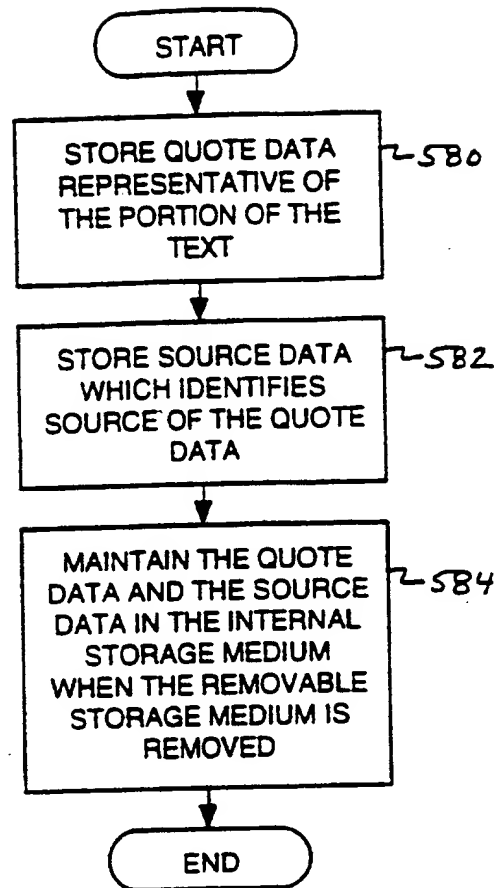 START
STORE QUOTE DATA
REPRESENTATIVE OF
THE PORTION OF THE
TEXT
580
STORE SOURCE DATA
WHICH IDENTIFIES
SOURCE OF THE QUOTE
DATA
582
MAINTAIN THE QUOTE
DATA AND THE SOURCE
DATA IN THE INTERNAL
STORAGE MEDIUM
WHEN THE REMOVABLE
STORAGE MEDIUM IS
REMOVED
584
END